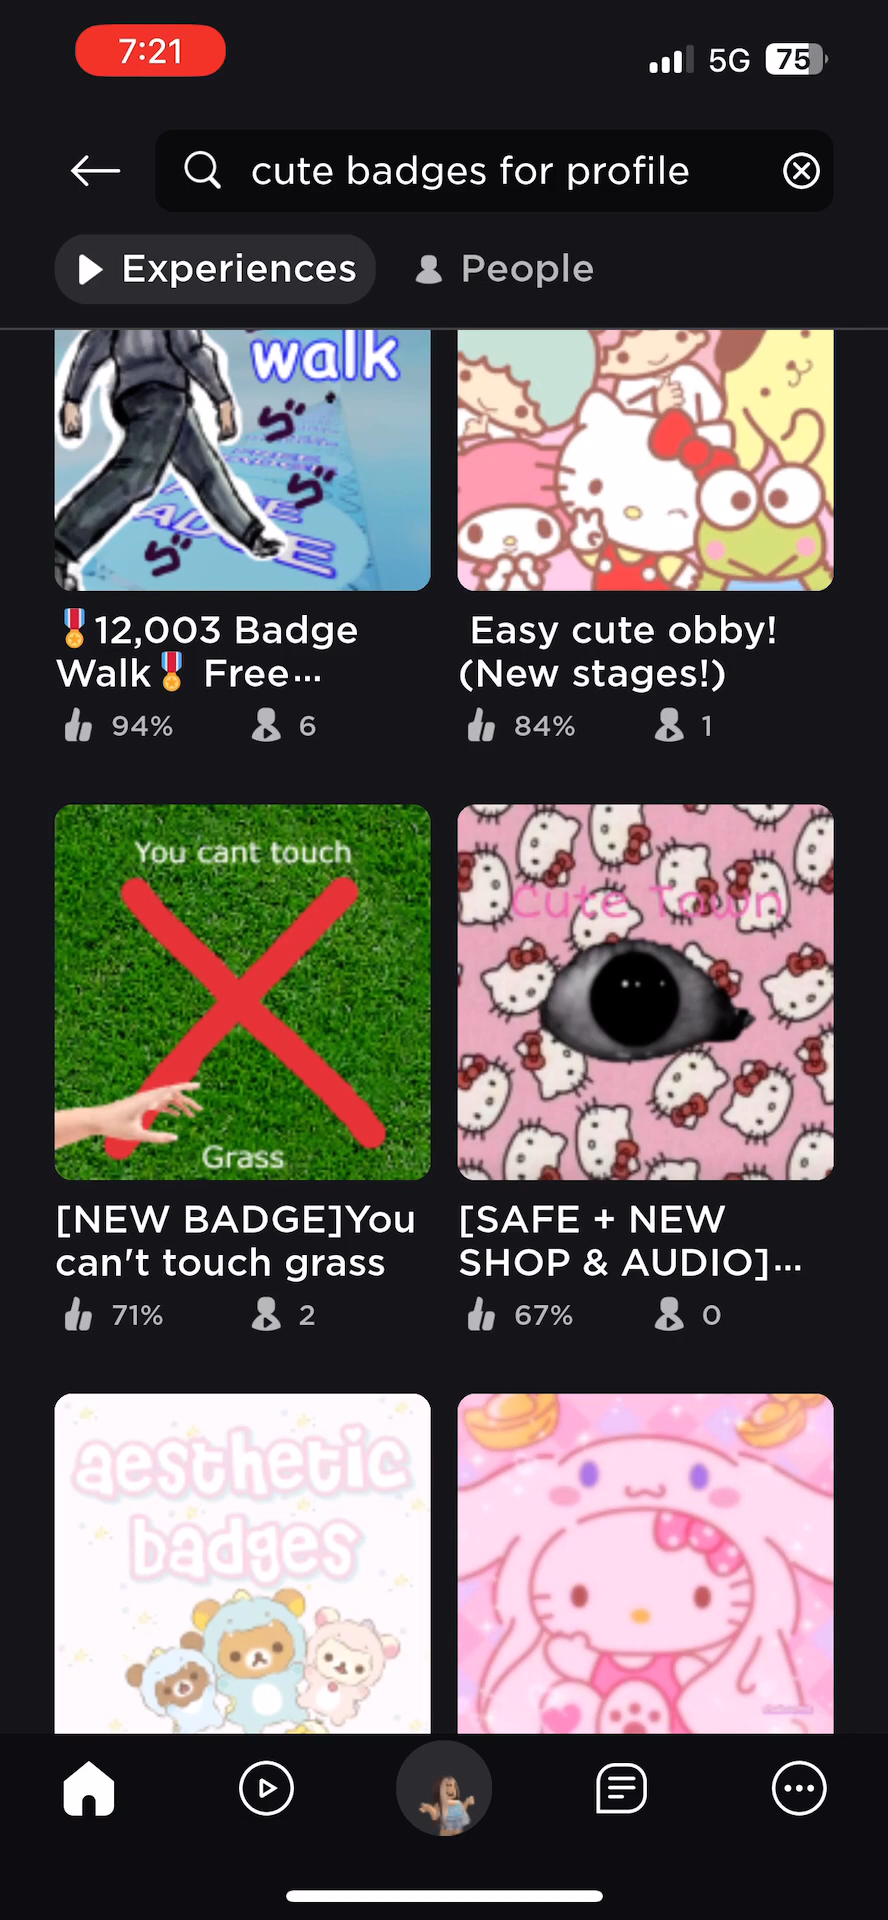 7:21
5G
75
cute badges for profile
Experiences
People
walk
🎖️12,003 Badge
Walk🎖️ Free...
94%
6
Easy cute obby!
(New stages!)
84%
1
You cant touch
Grass
[NEW BADGE]You
can't touch grass
71%
2
Cute Town
[SAFE + NEW
SHOP & AUDIO]...
67%
0
aesthetic
badges